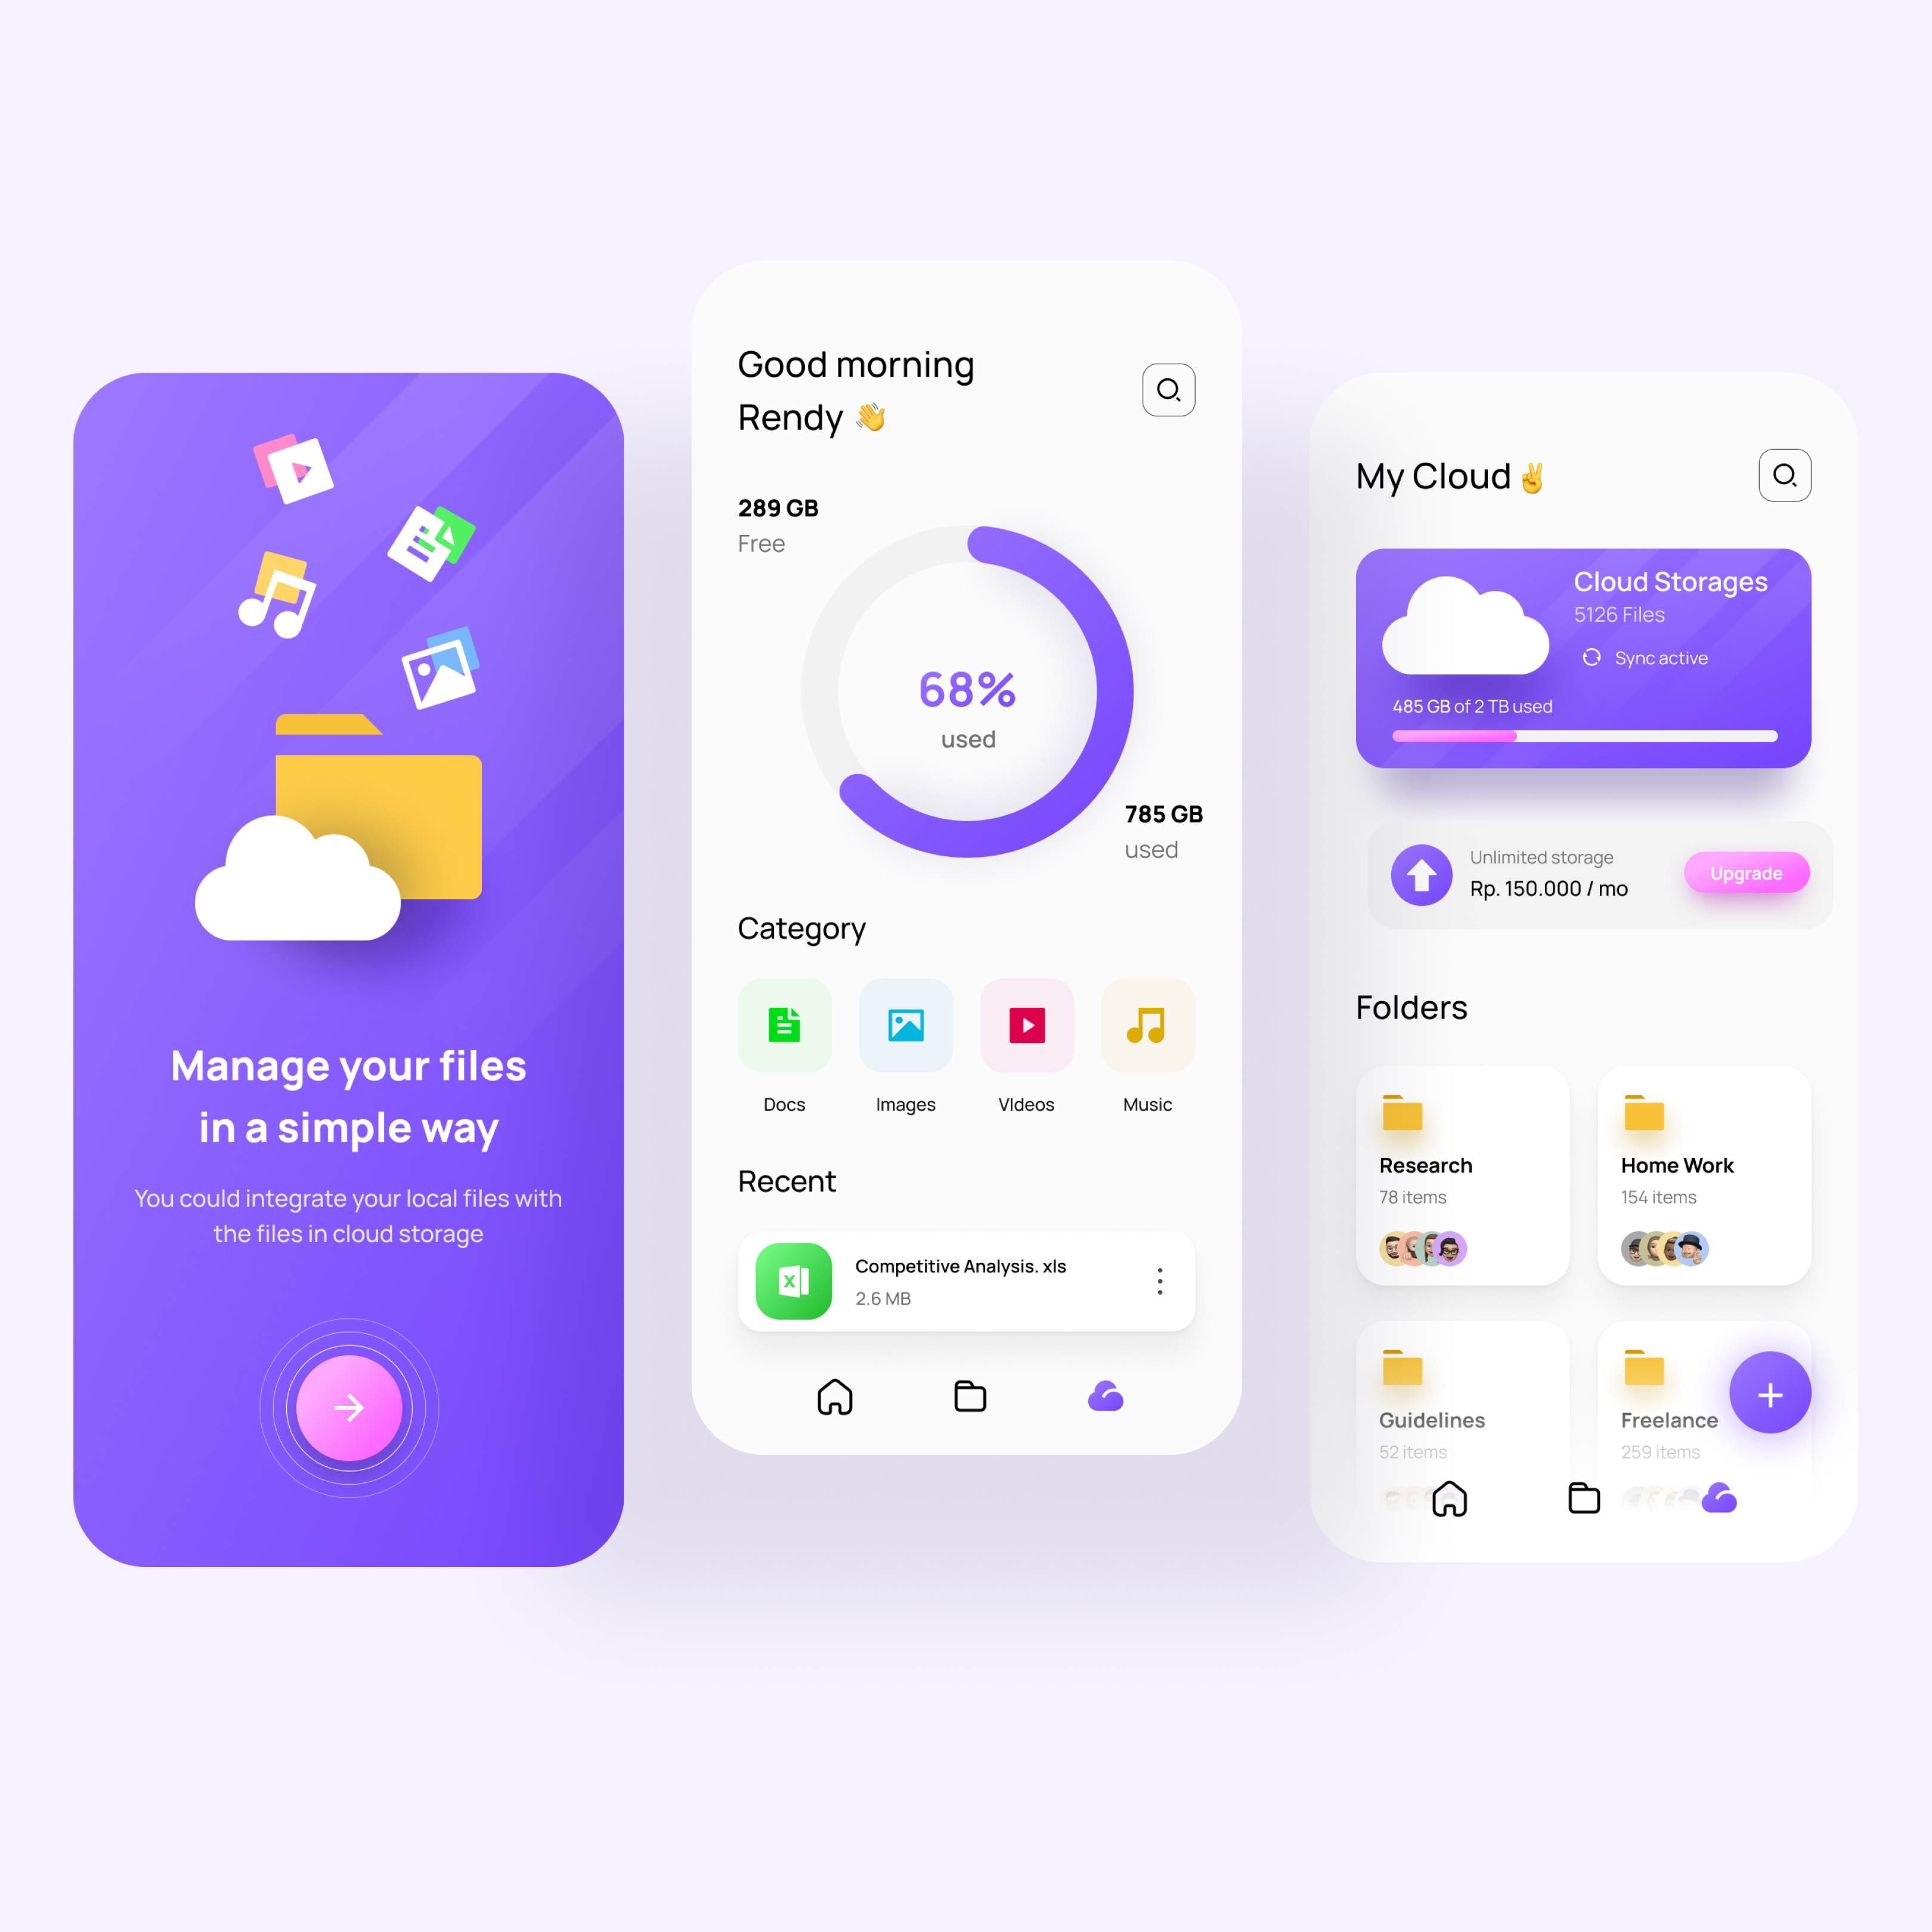 Manage your files
in a simple way
You could integrate your local files with
the files in cloud storage
Good morning
Rendy 👋
289 GB
Free
68%
used
785 GB
used
Category
Docs
Images
VIdeos
Music
Recent
Competitive Analysis. xls
2.6 MB
My Cloud ✌️
Cloud Storages
5126 Files
Sync active
485 GB of 2 TB used
Unlimited storage
Rp. 150.000 / mo
Upgrade
Folders
Research
78 items
Home Work
154 items
Guidelines
52 items
Freelance
259 items